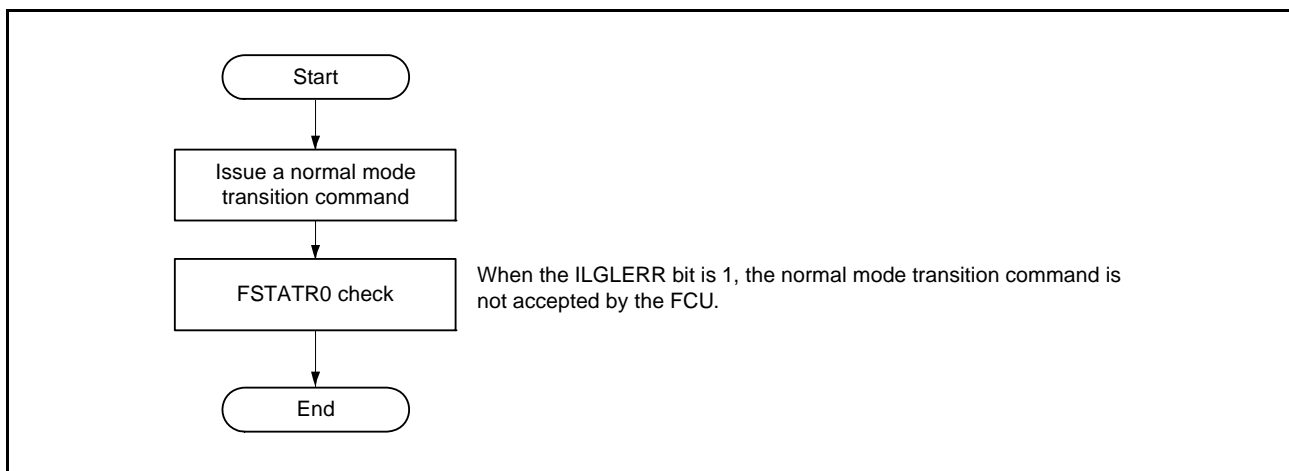 Start
Issue a normal mode
transition command
FSTATR0 check
When the ILGLERR bit is 1, the normal mode transition command is
not accepted by the FCU.
End